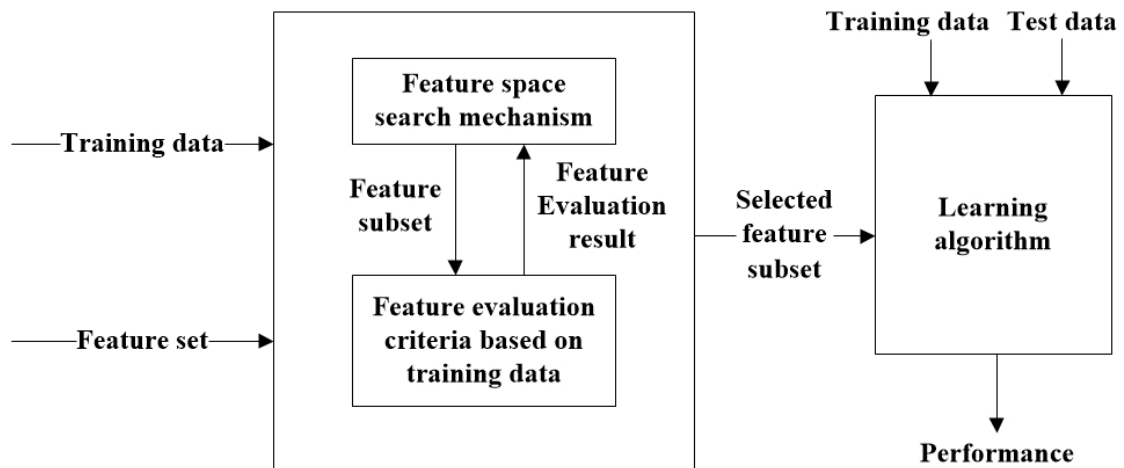 Training data
Feature set
Feature space
search mechanism
Feature
subset
Feature
Evaluation
result
Feature evaluation
criteria based on
training data
Selected
feature
subset
Training data
Test data
Learning
algorithm
Performance